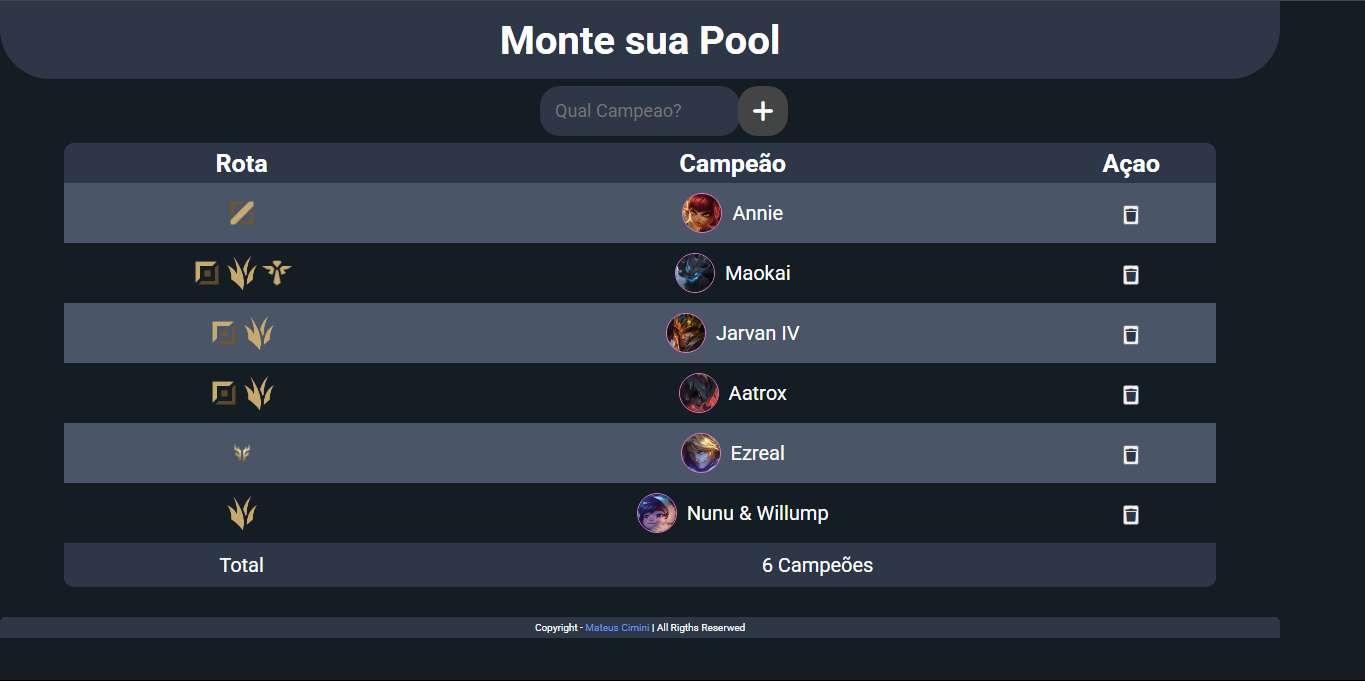 Monte sua Pool
Qual Campeao?
Rota Campeão Açao
Annie
Maokai
Jarvan IV
Aatrox
Ezreal
Nunu & Willump
Total 6 Campeões
Copyright - Mateus Cimini | All Rigths Reserwed